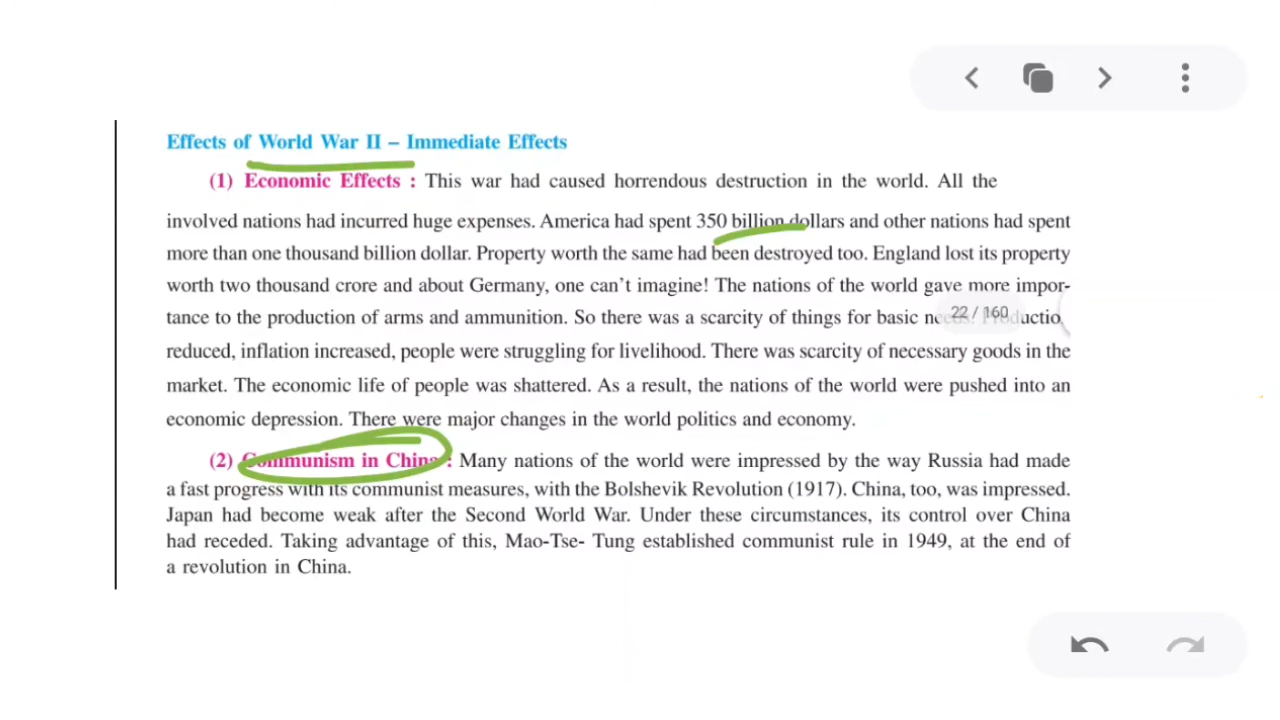 Effects of World War II – Immediate Effects
(1) Economic Effects : This war had caused horrendous destruction in the world. All the
involved nations had incurred huge expenses. America had spent 350 billion dollars and other nations had spent
more than one thousand billion dollar. Property worth the same had been destroyed too. England lost its property
worth two thousand crore and about Germany, one can't imagine! The nations of the world gave more impor-
tance to the production of arms and ammunition. So there was a scarcity of things for basic
22 / 160
reduced, inflation increased, people were struggling for livelihood. There was scarcity of necessary goods in the
market. The economic life of people was shattered. As a result, the nations of the world were pushed into an
economic depression. There were major changes in the world politics and economy.
(2) Communism in China : Many nations of the world were impressed by the way Russia had made
a fast progress with its communist measures, with the Bolshevik Revolution (1917). China, too, was impressed.
Japan had become weak after the Second World War. Under these circumstances, its control over China
had receded. Taking advantage of this, Mao-Tse- Tung established communist rule in 1949, at the end of
a revolution in China.